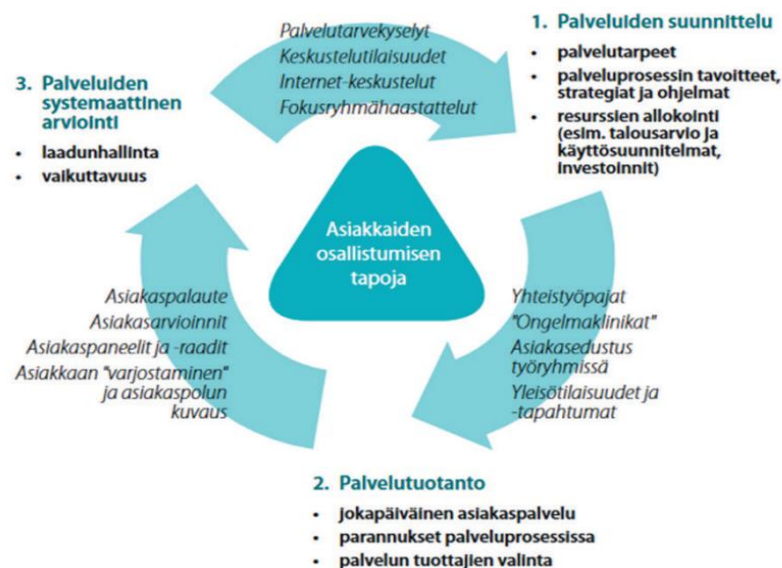 Palvelutarvekyselyt
Keskustelutilaisuudet
Internet-keskustelut
Fokusryhmähaastattelut
1. Palveluiden suunnittelu
• palvelutarpeet
• palveluprosessin tavoitteet,
strategiat ja ohjelmat
• resurssien allokointi
(esim. talousarvio ja
käyttösuunnitelmat,
investoinnit)
3. Palveluiden
systemaattinen
arviointi
• laadunhallinta
• vaikuttavuus
Asiakkaiden
osallistumisen
tapoja
Yhteistyöpajat
"Ongelmaklinikat"
Asiakasedustus
työryhmissä
Yleisötilaisuudet ja
-tapahtumat
Asiakaspalaute
Asiakasarvioinnit
Asiakaspaneelit ja -raadit
Asiakkaan "varjostaminen"
ja asiakaspolun
kuvaus
2. Palvelutuotanto
• jokapäiväinen asiakaspalvelu
• parannukset palveluprosessissa
• palvelun tuottajien valinta